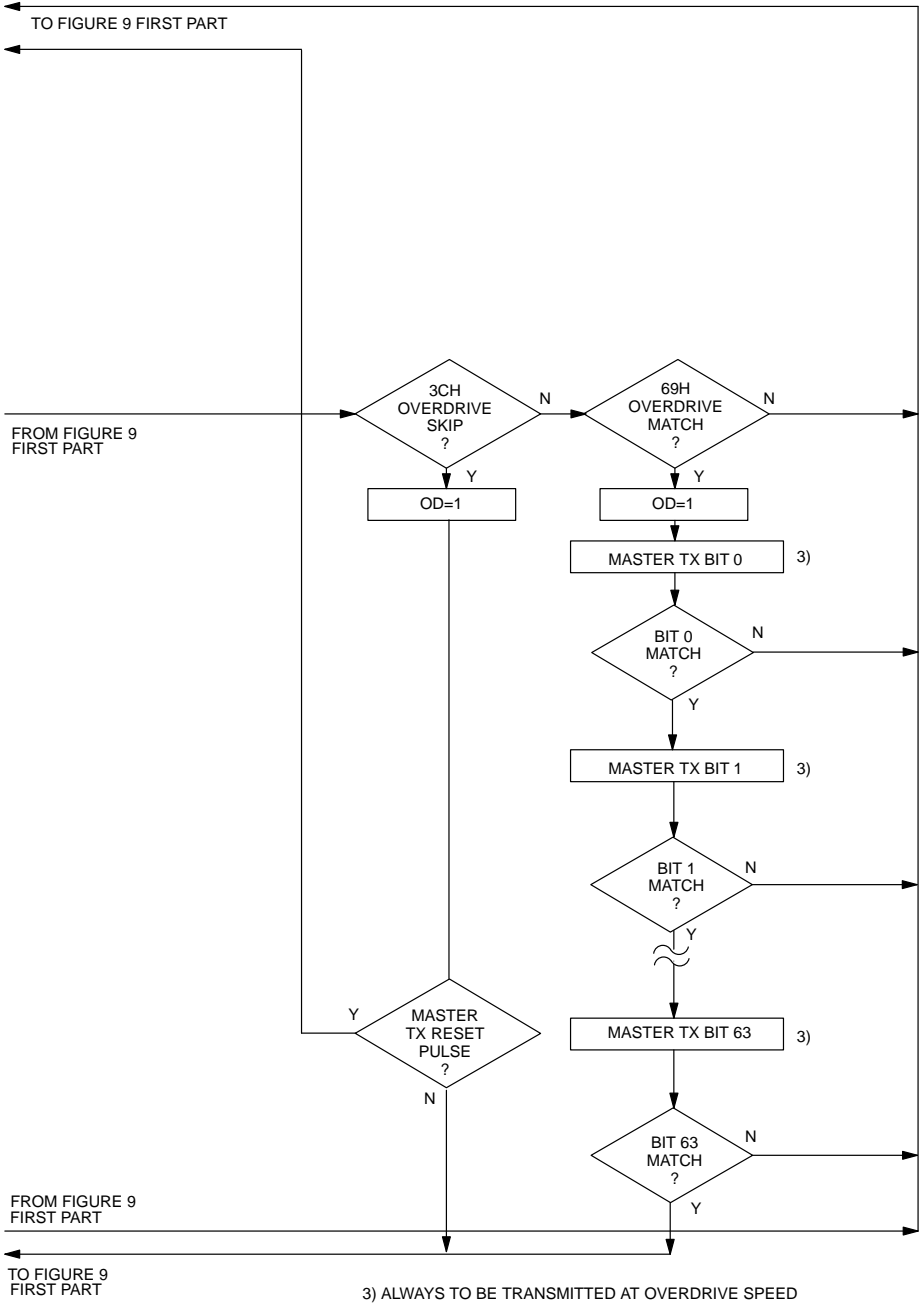 TO FIGURE 9 FIRST PART
3CH
OVERDRIVE
SKIP
?
N
69H
OVERDRIVE
MATCH
?
N
FROM FIGURE 9
FIRST PART
Y
Y
OD=1
OD=1
MASTER TX BIT 0
3)
BIT 0
MATCH
?
N
Y
MASTER TX BIT 1
3)
BIT 1
MATCH
?
N
Y
Y
MASTER
TX RESET
PULSE
?
N
MASTER TX BIT 63
3)
BIT 63
MATCH
?
N
Y
FROM FIGURE 9
FIRST PART
TO FIGURE 9
FIRST PART
3) ALWAYS TO BE TRANSMITTED AT OVERDRIVE SPEED